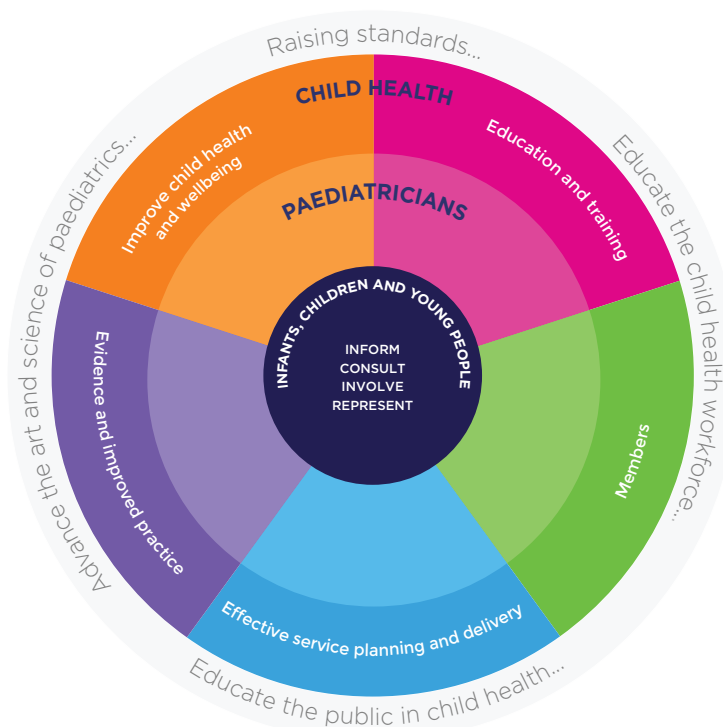 Raising standards...
CHILD HEALTH
Improve child health
and wellbeing
Education and training
PAEDIATRICIANS
Educate the child health workforce...
Advance the art and science of paediatrics...
INFANTS, CHILDREN AND YOUNG PEOPLE
INFORM
CONSULT
INVOLVE
REPRESENT
Evidence and improved practice
Members
Effective service planning and delivery
Educate the public in child health...